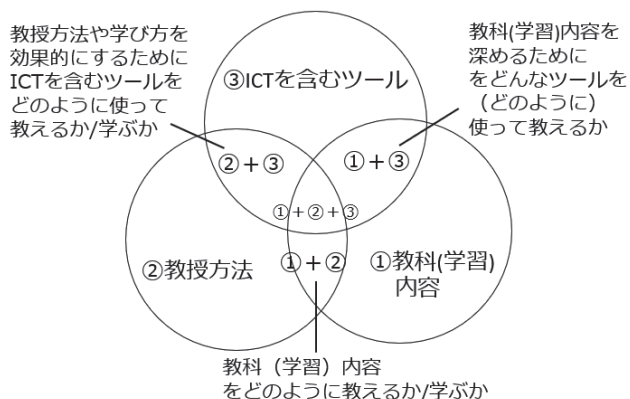 教授方法や学び方を
効果的にするために
ICTを含むツールを
どのように使って
教えるか/学ぶか
教科(学習)内容を
深めるために
をどんなツールを
（どのように）
使って教えるか
③ICTを含むツール
②＋③
①＋③
①＋②＋③
②教授方法
①＋②
①教科(学習)
内容
教科（学習）内容
をどのように教えるか/学ぶか